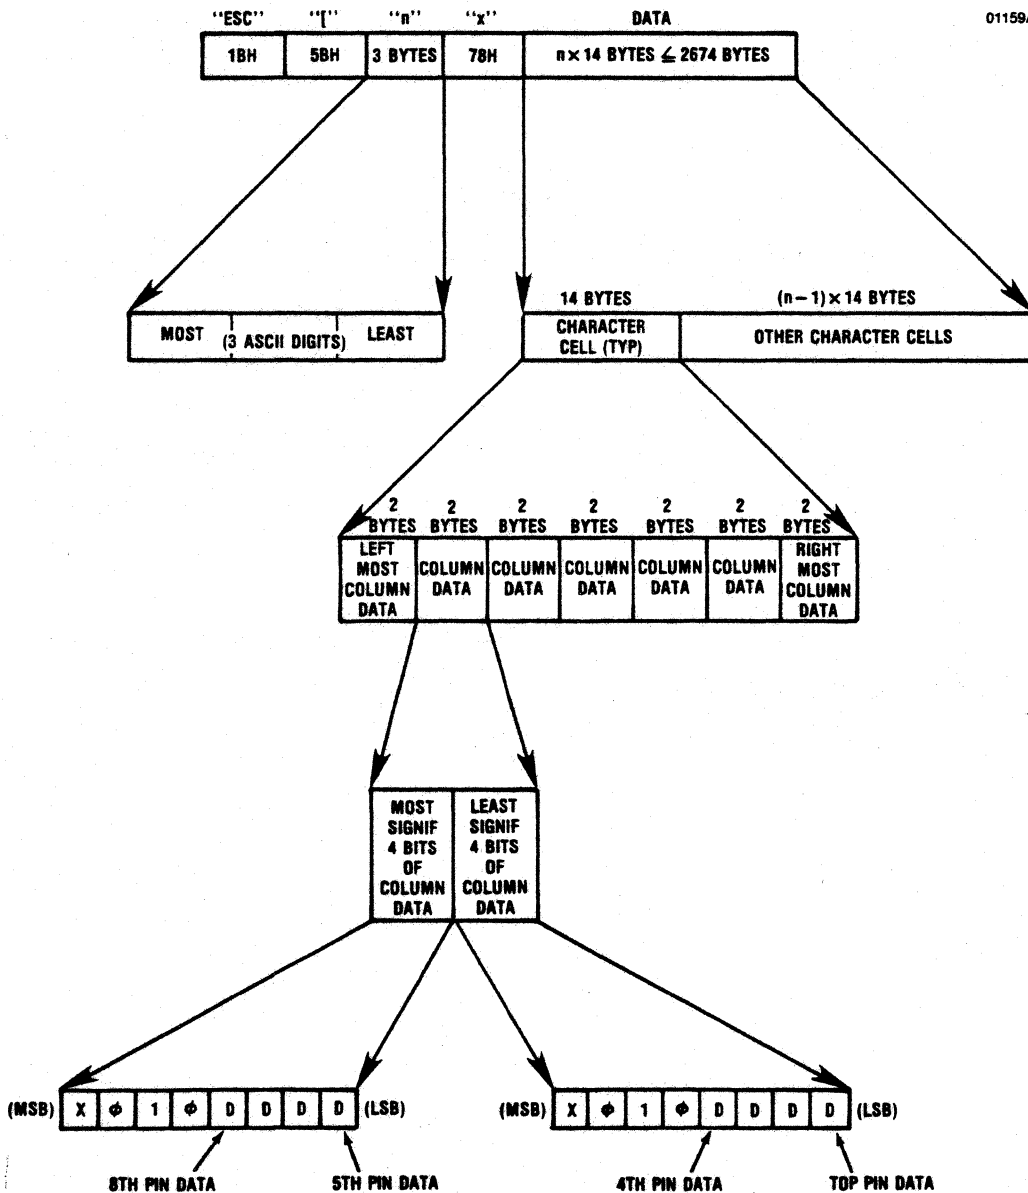 "ESC" "[" "n" "x" DATA 01159
1BH 5BH 3 BYTES 78H n × 14 BYTES ≦ 2674 BYTES
14 BYTES (n−1) × 14 BYTES
MOST (3 ASCII DIGITS) LEAST
CHARACTER CELL (TYP)
OTHER CHARACTER CELLS
2 BYTES 2 BYTES 2 BYTES 2 BYTES 2 BYTES 2 BYTES 2 BYTES
LEFT MOST COLUMN DATA
COLUMN DATA
COLUMN DATA
COLUMN DATA
COLUMN DATA
COLUMN DATA
RIGHT MOST COLUMN DATA
MOST SIGNIF 4 BITS OF COLUMN DATA
LEAST SIGNIF 4 BITS OF COLUMN DATA
(MSB) X φ 1 φ D D D D (LSB)
(MSB) X φ 1 φ D D D D (LSB)
8TH PIN DATA 5TH PIN DATA 4TH PIN DATA TOP PIN DATA